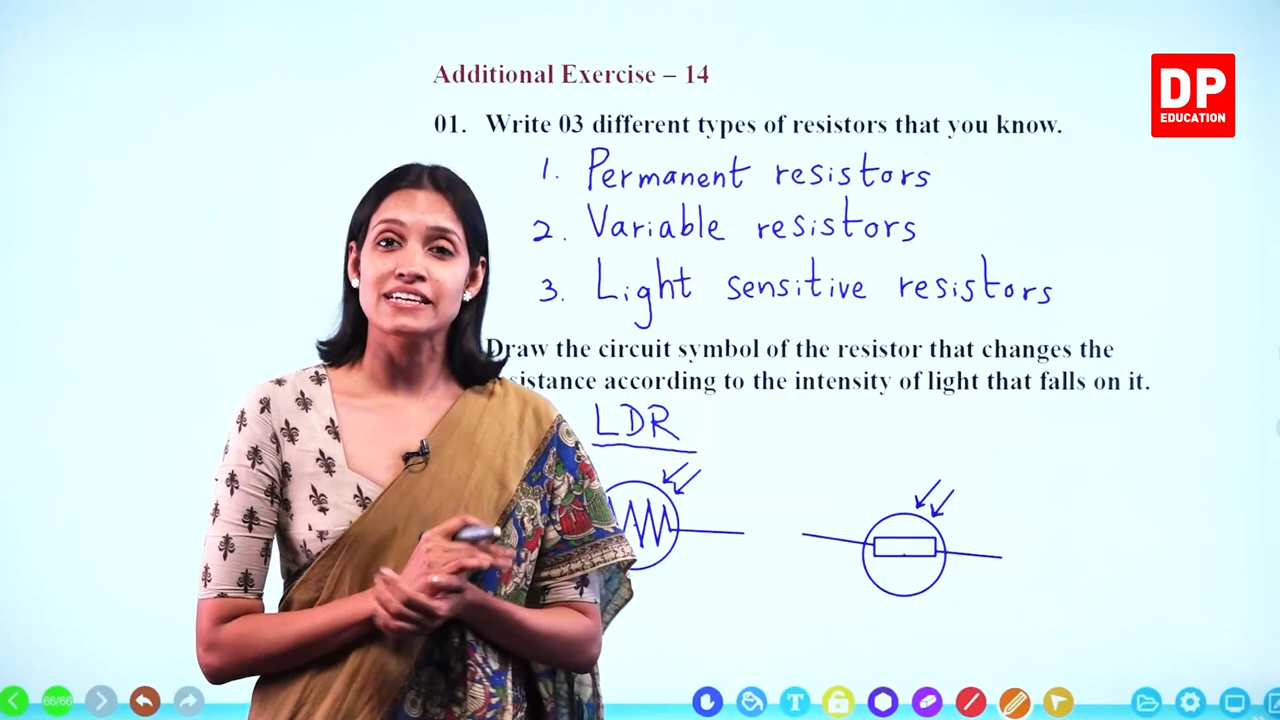 Additional Exercise – 14
DP
EDUCATION
01. Write 03 different types of resistors that you know.
1. Permanent resistors
2. Variable resistors
3. Light sensitive resistors
Draw the circuit symbol of the resistor that changes the
sistance according to the intensity of light that falls on it.
LDR
66/66
T